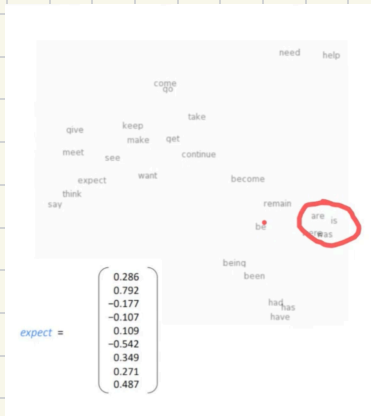 need help
come
go
take
give keep
make get
meet see continue
expect want become
think
say remain
are is
be were was
being
been
had has
have
expect =
0.286
0.792
−0.177
−0.107
0.109
−0.542
0.349
0.271
0.487